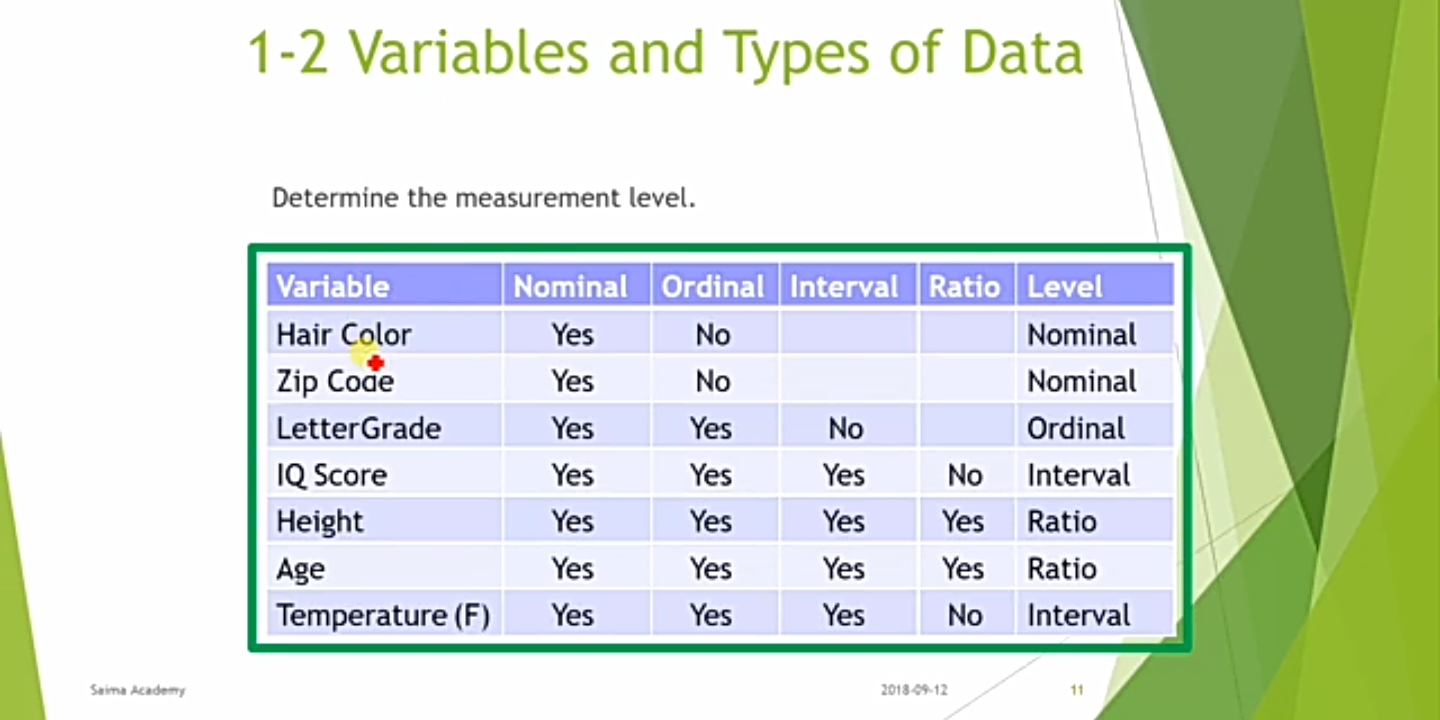 1-2 Variables and Types of Data
Determine the measurement level.
Variable Nominal Ordinal Interval Ratio Level
Hair Color Yes No Nominal
Zip Code Yes No Nominal
LetterGrade Yes Yes No Ordinal
IQ Score Yes Yes Yes No Interval
Height Yes Yes Yes Yes Ratio
Age Yes Yes Yes Yes Ratio
Temperature (F) Yes Yes Yes No Interval
Saima Academy 2018-09-12 11